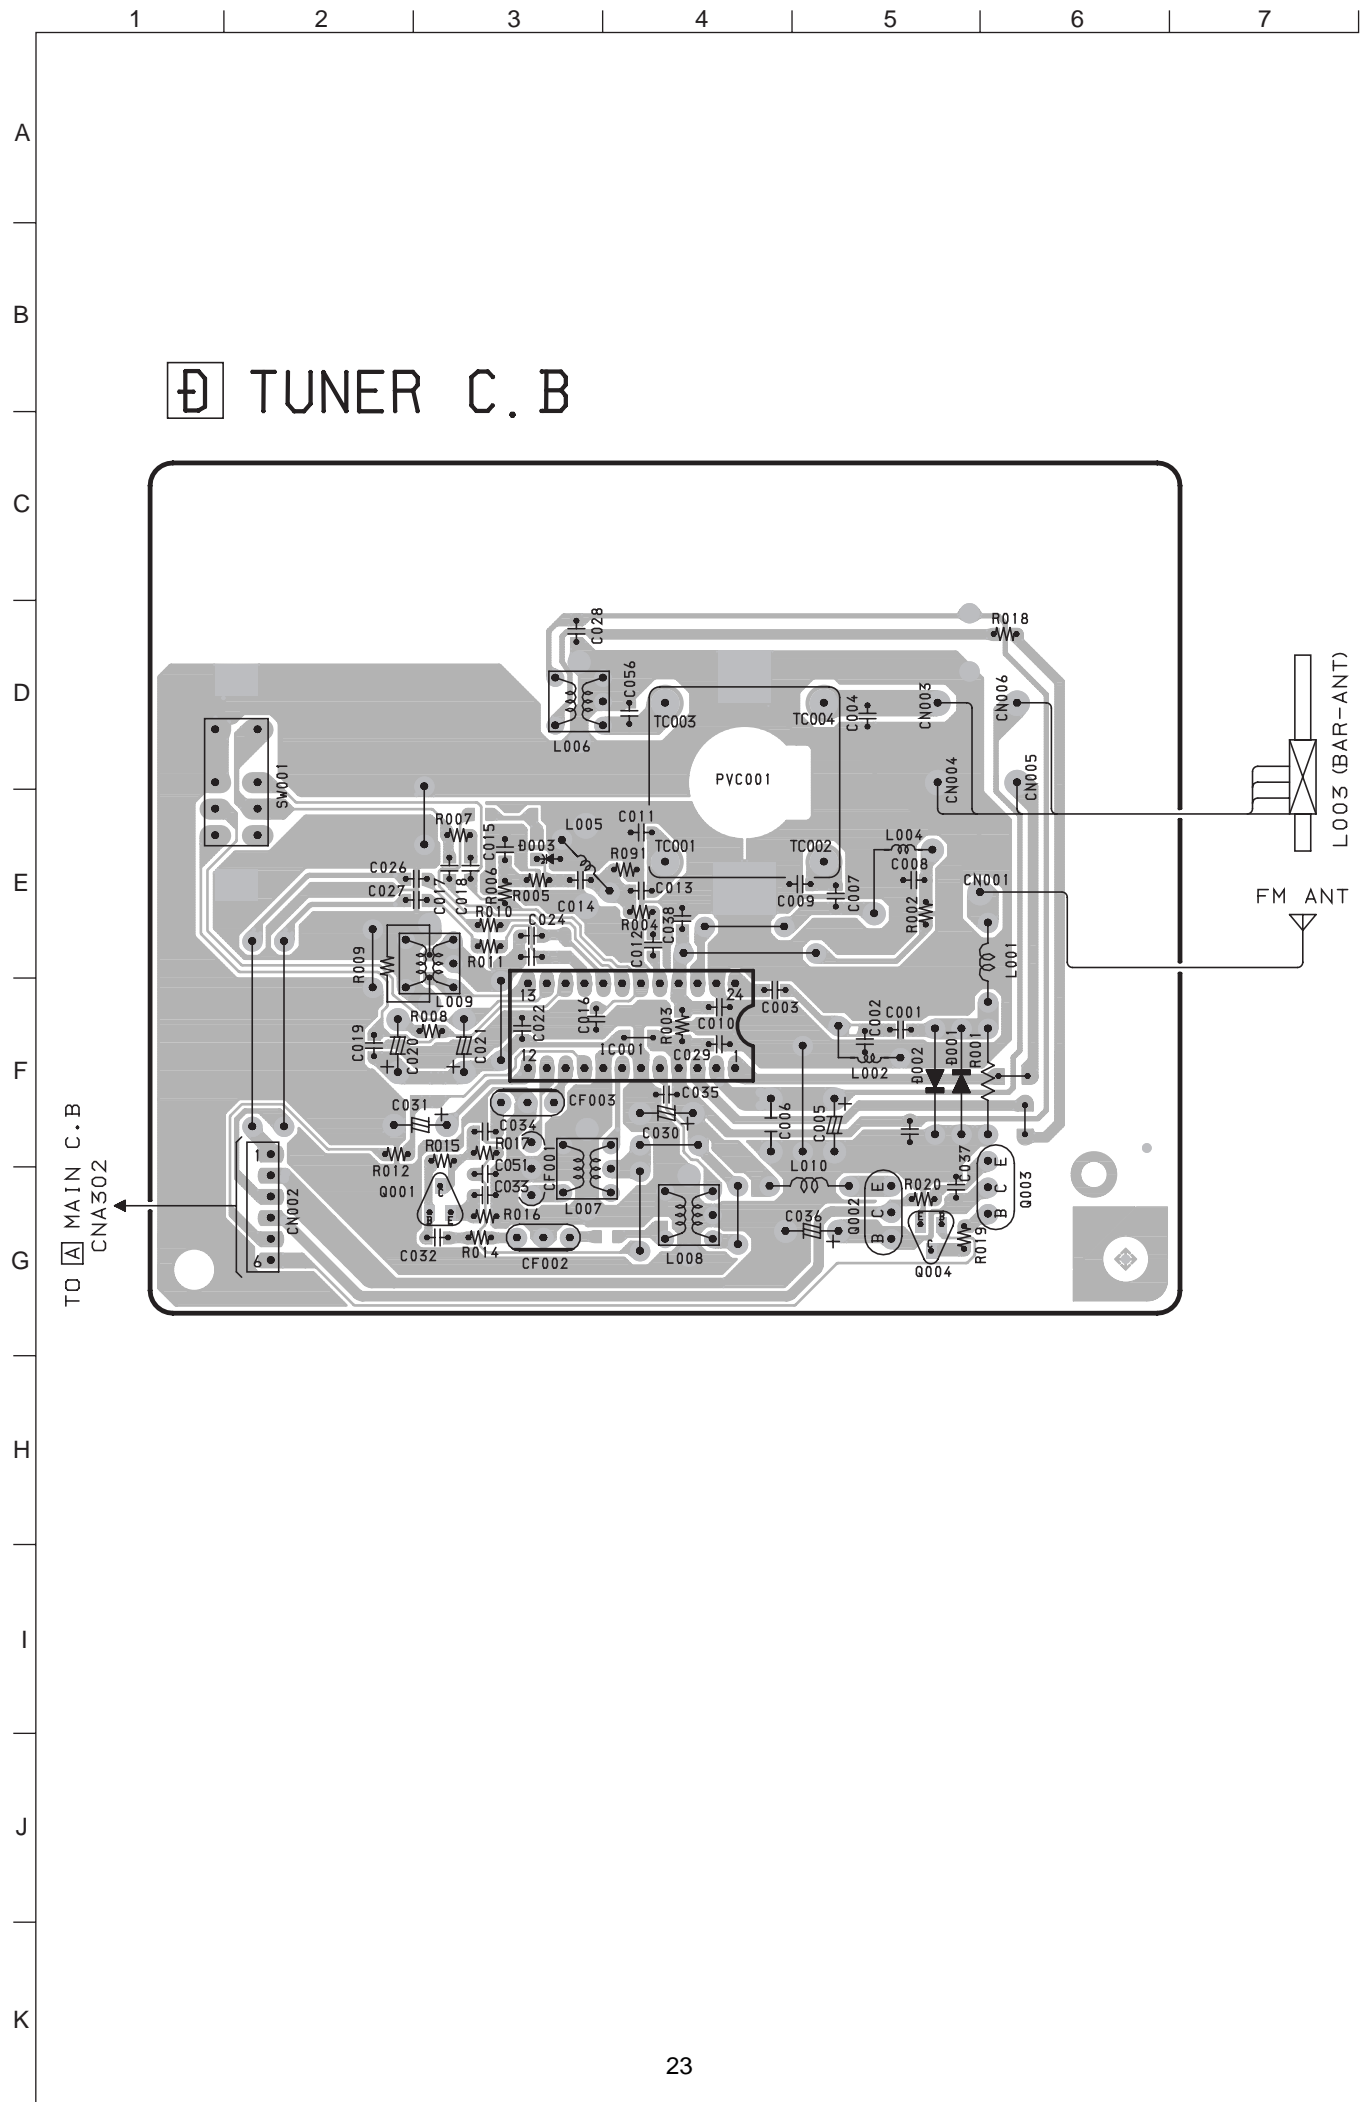 1 2 3 4 5 6 7
A
B
D TUNER C.B
C
C028
R018
D
C056
TC003
TC004
C004
CN003
CN006
L006
PVC001
SW001
CN004
CN005
L003 (BAR-ANT)
R007
C015
D003
L005
C011
R091
TC001
TC002
L004
C008
CN001
E
C026
C027
C017
C018
R006
R005
C014
C013
C009
C007
R002
FM ANT
R010
C024
R004
C038
C012
R011
R009
L009
L001
13
24
C003
R008
C022
C016
R003
C010
C002
C001
C019
C020
C021
IC001
C029
L002
D002
D001
R001
F
+
+
12
1
CF003
C035
C031
+
C034
C030
+
C006
C005
+
R015
R017
R012
C051
CF001
L010
C037
Q001
C
B E
C033
R016
L007
C036
+
Q002
E
C
B
R020
E B
C
Q004
R019
Q003
E
C
B
1
CN002
6
TO A MAIN C.B
CNA302
G
C032
R014
CF002
L008
H
I
J
K
23